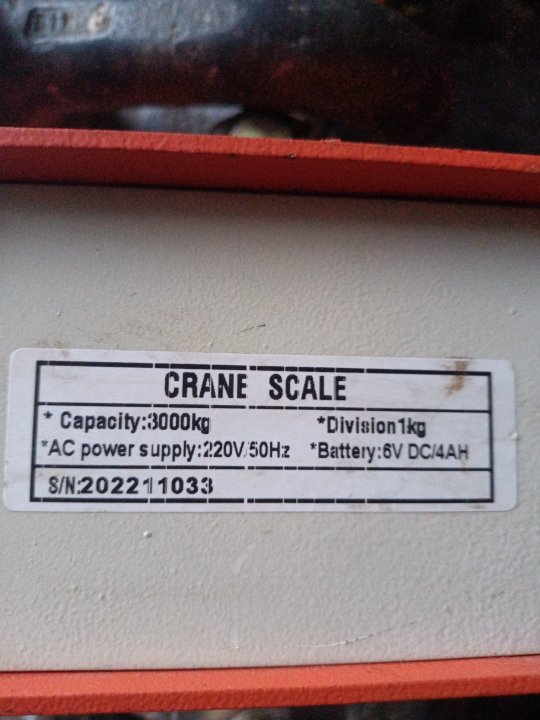 CRANE SCALE
* Capacity:3000kg *Division1kg
*AC power supply:220V/50Hz *Battery:6V DC/4AH
S/N:202211033